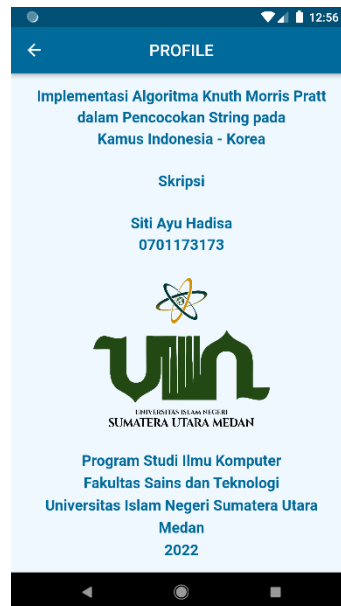 12:56
PROFILE
Implementasi Algoritma Knuth Morris Pratt
dalam Pencocokan String pada
Kamus Indonesia - Korea
Skripsi
Siti Ayu Hadisa
0701173173
UIN
UNIVERSITAS ISLAM NEGERI
SUMATERA UTARA MEDAN
Program Studi Ilmu Komputer
Fakultas Sains dan Teknologi
Universitas Islam Negeri Sumatera Utara
Medan
2022